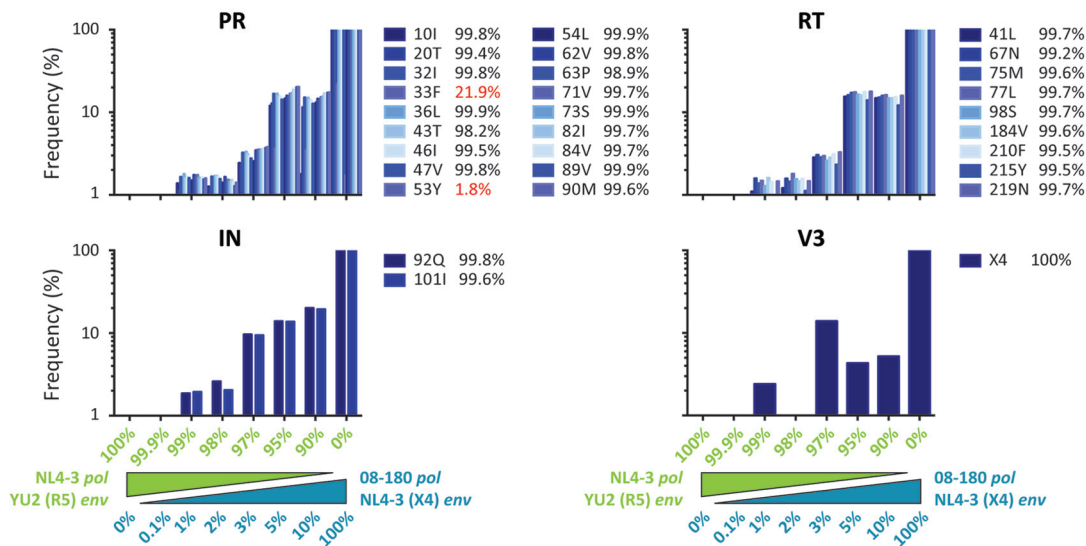 PR
Frequency (%)
100
10
1
10I 99.8%
20T 99.4%
32I 99.8%
33F 21.9%
36L 99.9%
43T 98.2%
46I 99.5%
47V 99.8%
53Y 1.8%
54L 99.9%
62V 99.8%
63P 98.9%
71V 99.7%
73S 99.9%
82I 99.7%
84V 99.7%
89V 99.9%
90M 99.6%
RT
100
10
1
41L 99.7%
67N 99.2%
75M 99.6%
77L 99.7%
98S 99.7%
184V 99.6%
210F 99.5%
215Y 99.5%
219N 99.7%
IN
Frequency (%)
100
10
1
92Q 99.8%
101I 99.6%
100% 99.9% 99% 98% 97% 95% 90% 0%
NL4-3 pol
YU2 (R5) env
08-180 pol
NL4-3 (X4) env
0% 0.1% 1% 2% 3% 5% 10% 100%
V3
Frequency (%)
100
10
1
X4 100%
100% 99.9% 99% 98% 97% 95% 90% 0%
NL4-3 pol
YU2 (R5) env
08-180 pol
NL4-3 (X4) env
0% 0.1% 1% 2% 3% 5% 10% 100%